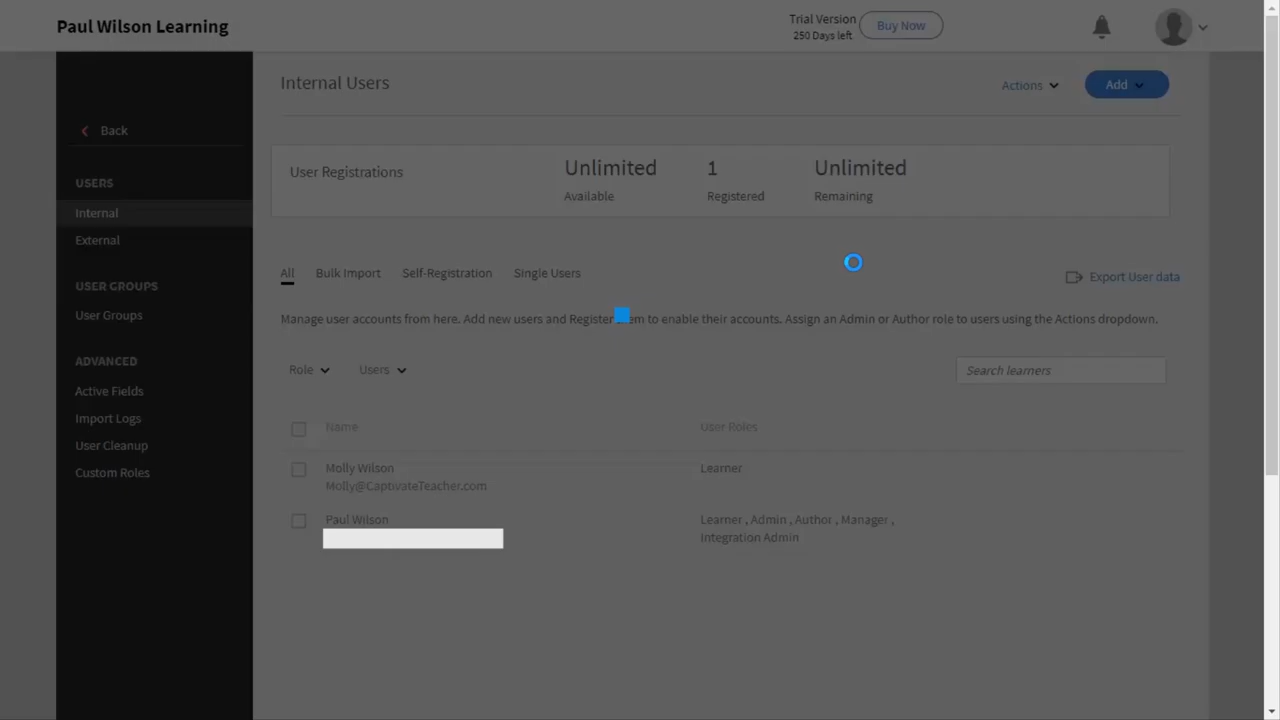 Paul Wilson Learning
Trial Version
250 Days left
Buy Now
Internal Users
Actions
Add
Back
User Registrations
Unlimited
Available
1
Registered
Unlimited
Remaining
USERS
Internal
External
USER GROUPS
User Groups
ADVANCED
Active Fields
Import Logs
User Cleanup
Custom Roles
All
Bulk Import
Self-Registration
Single Users
Export User data
Manage user accounts from here. Add new users and Register em to enable their accounts. Assign an Admin or Author role to users using the Actions dropdown.
Role
Users
Search learners
Name
User Roles
Molly Wilson
Learner
Molly@CaptivateTeacher.com
Paul Wilson
Learner , Admin , Author , Manager ,
Integration Admin